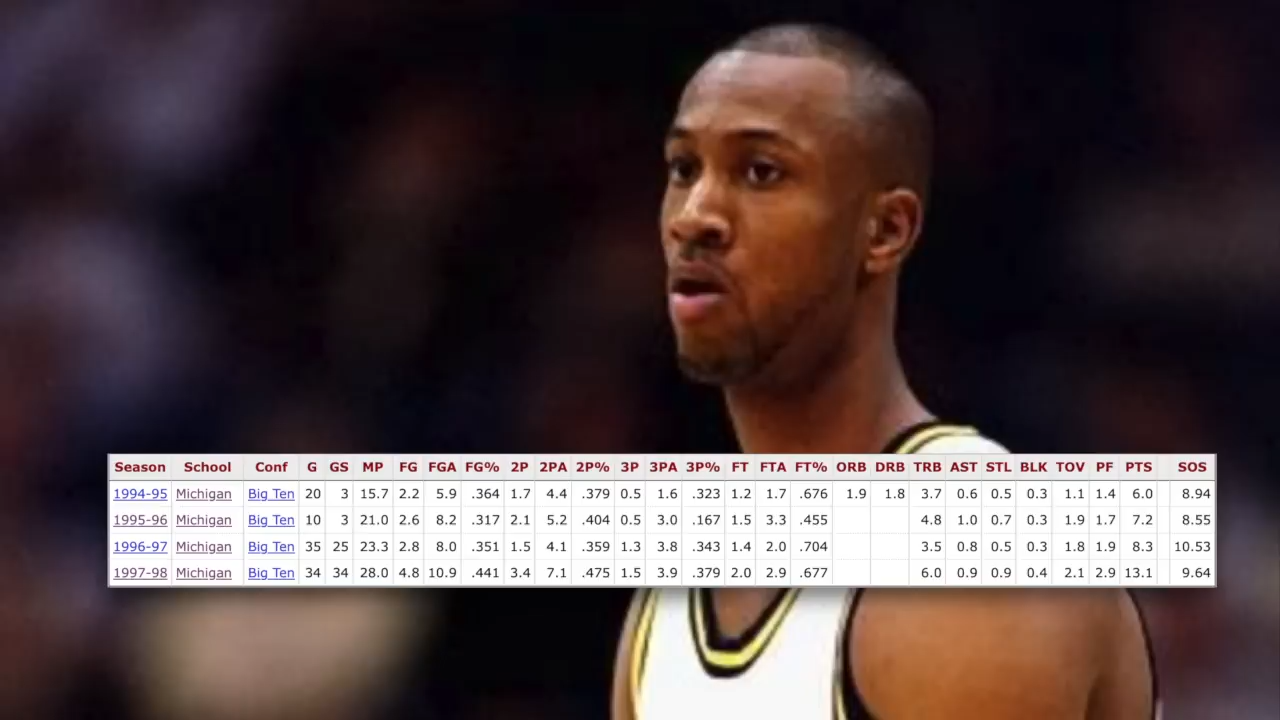 Season School Conf G GS MP FG FGA FG% 2P 2PA 2P% 3P 3PA 3P% FT FTA FT% ORB DRB TRB AST STL BLK TOV PF PTS SOS
1994-95 Michigan Big Ten 20 3 15.7 2.2 5.9 .364 1.7 4.4 .379 0.5 1.6 .323 1.2 1.7 .676 1.9 1.8 3.7 0.6 0.5 0.3 1.1 1.4 6.0 8.94
1995-96 Michigan Big Ten 10 3 21.0 2.6 8.2 .317 2.1 5.2 .404 0.5 3.0 .167 1.5 3.3 .455 4.8 1.0 0.7 0.3 1.9 1.7 7.2 8.55
1996-97 Michigan Big Ten 35 25 23.3 2.8 8.0 .351 1.5 4.1 .359 1.3 3.8 .343 1.4 2.0 .704 3.5 0.8 0.5 0.3 1.8 1.9 8.3 10.53
1997-98 Michigan Big Ten 34 34 28.0 4.8 10.9 .441 3.4 7.1 .475 1.5 3.9 .379 2.0 2.9 .677 6.0 0.9 0.9 0.4 2.1 2.9 13.1 9.64